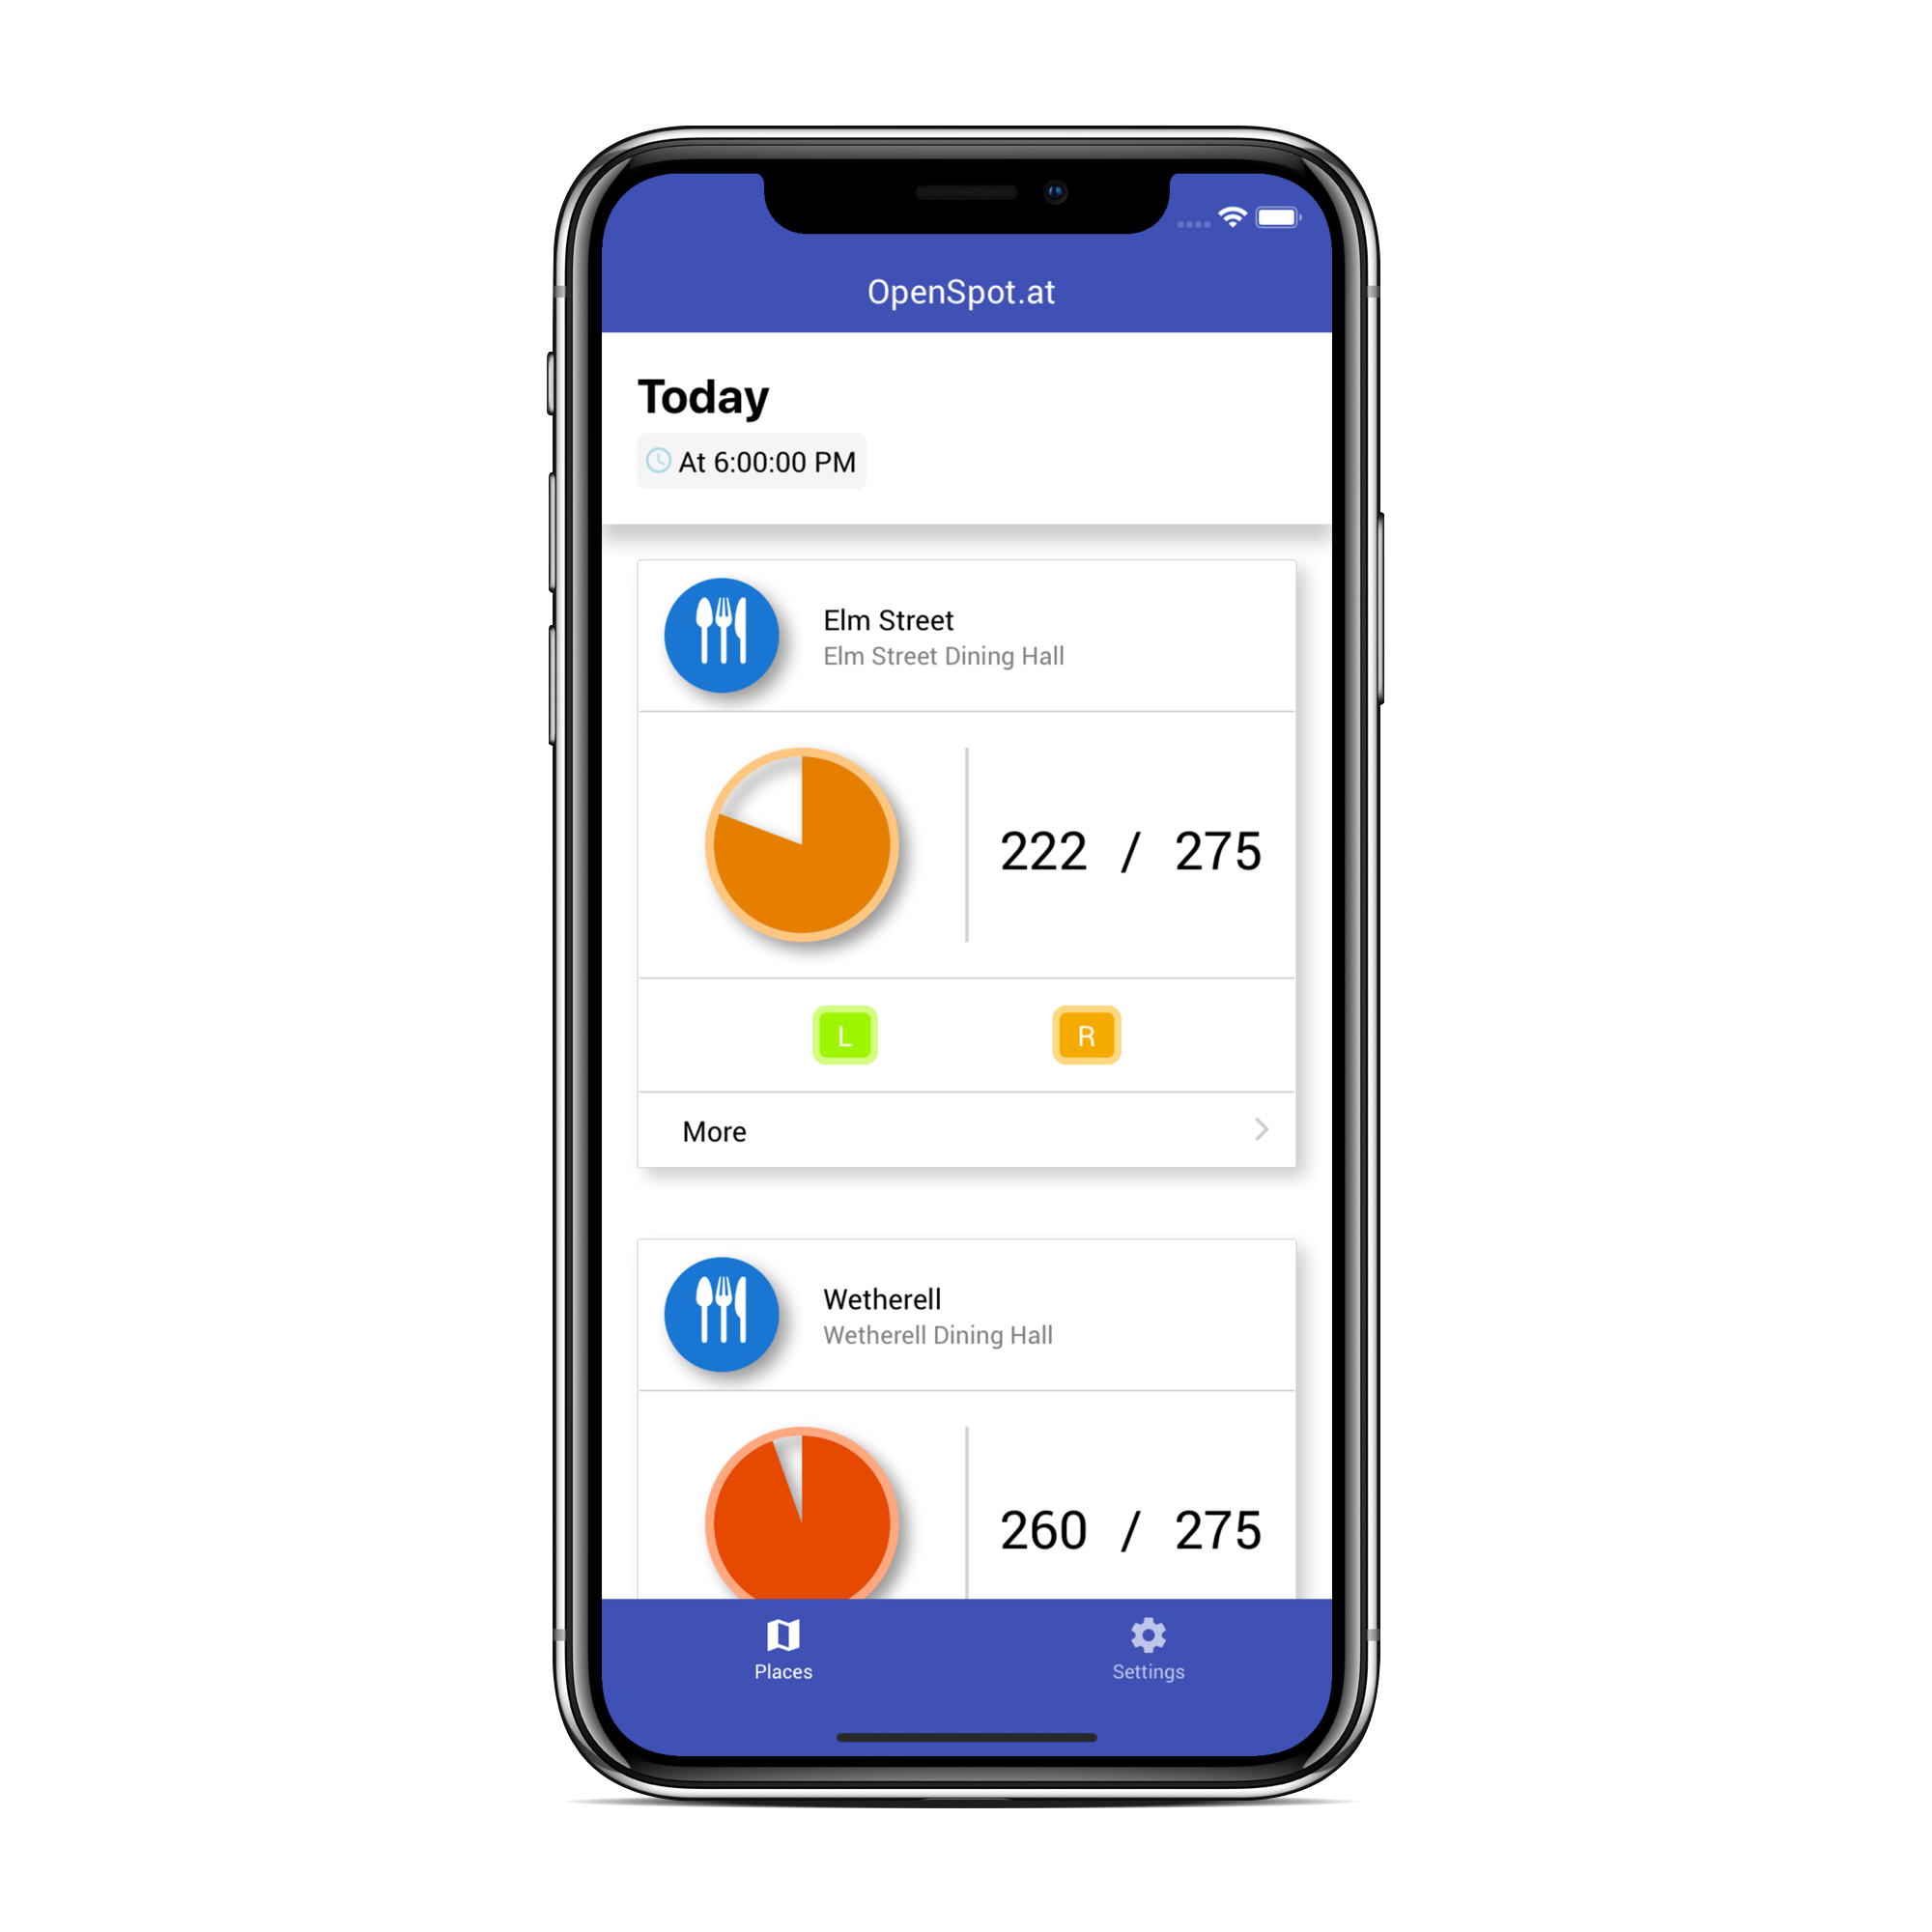 OpenSpot.at
Today
At 6:00:00 PM
Elm Street
Elm Street Dining Hall
222 / 275
L R
More
Wetherell
Wetherell Dining Hall
260 / 275
Places Settings